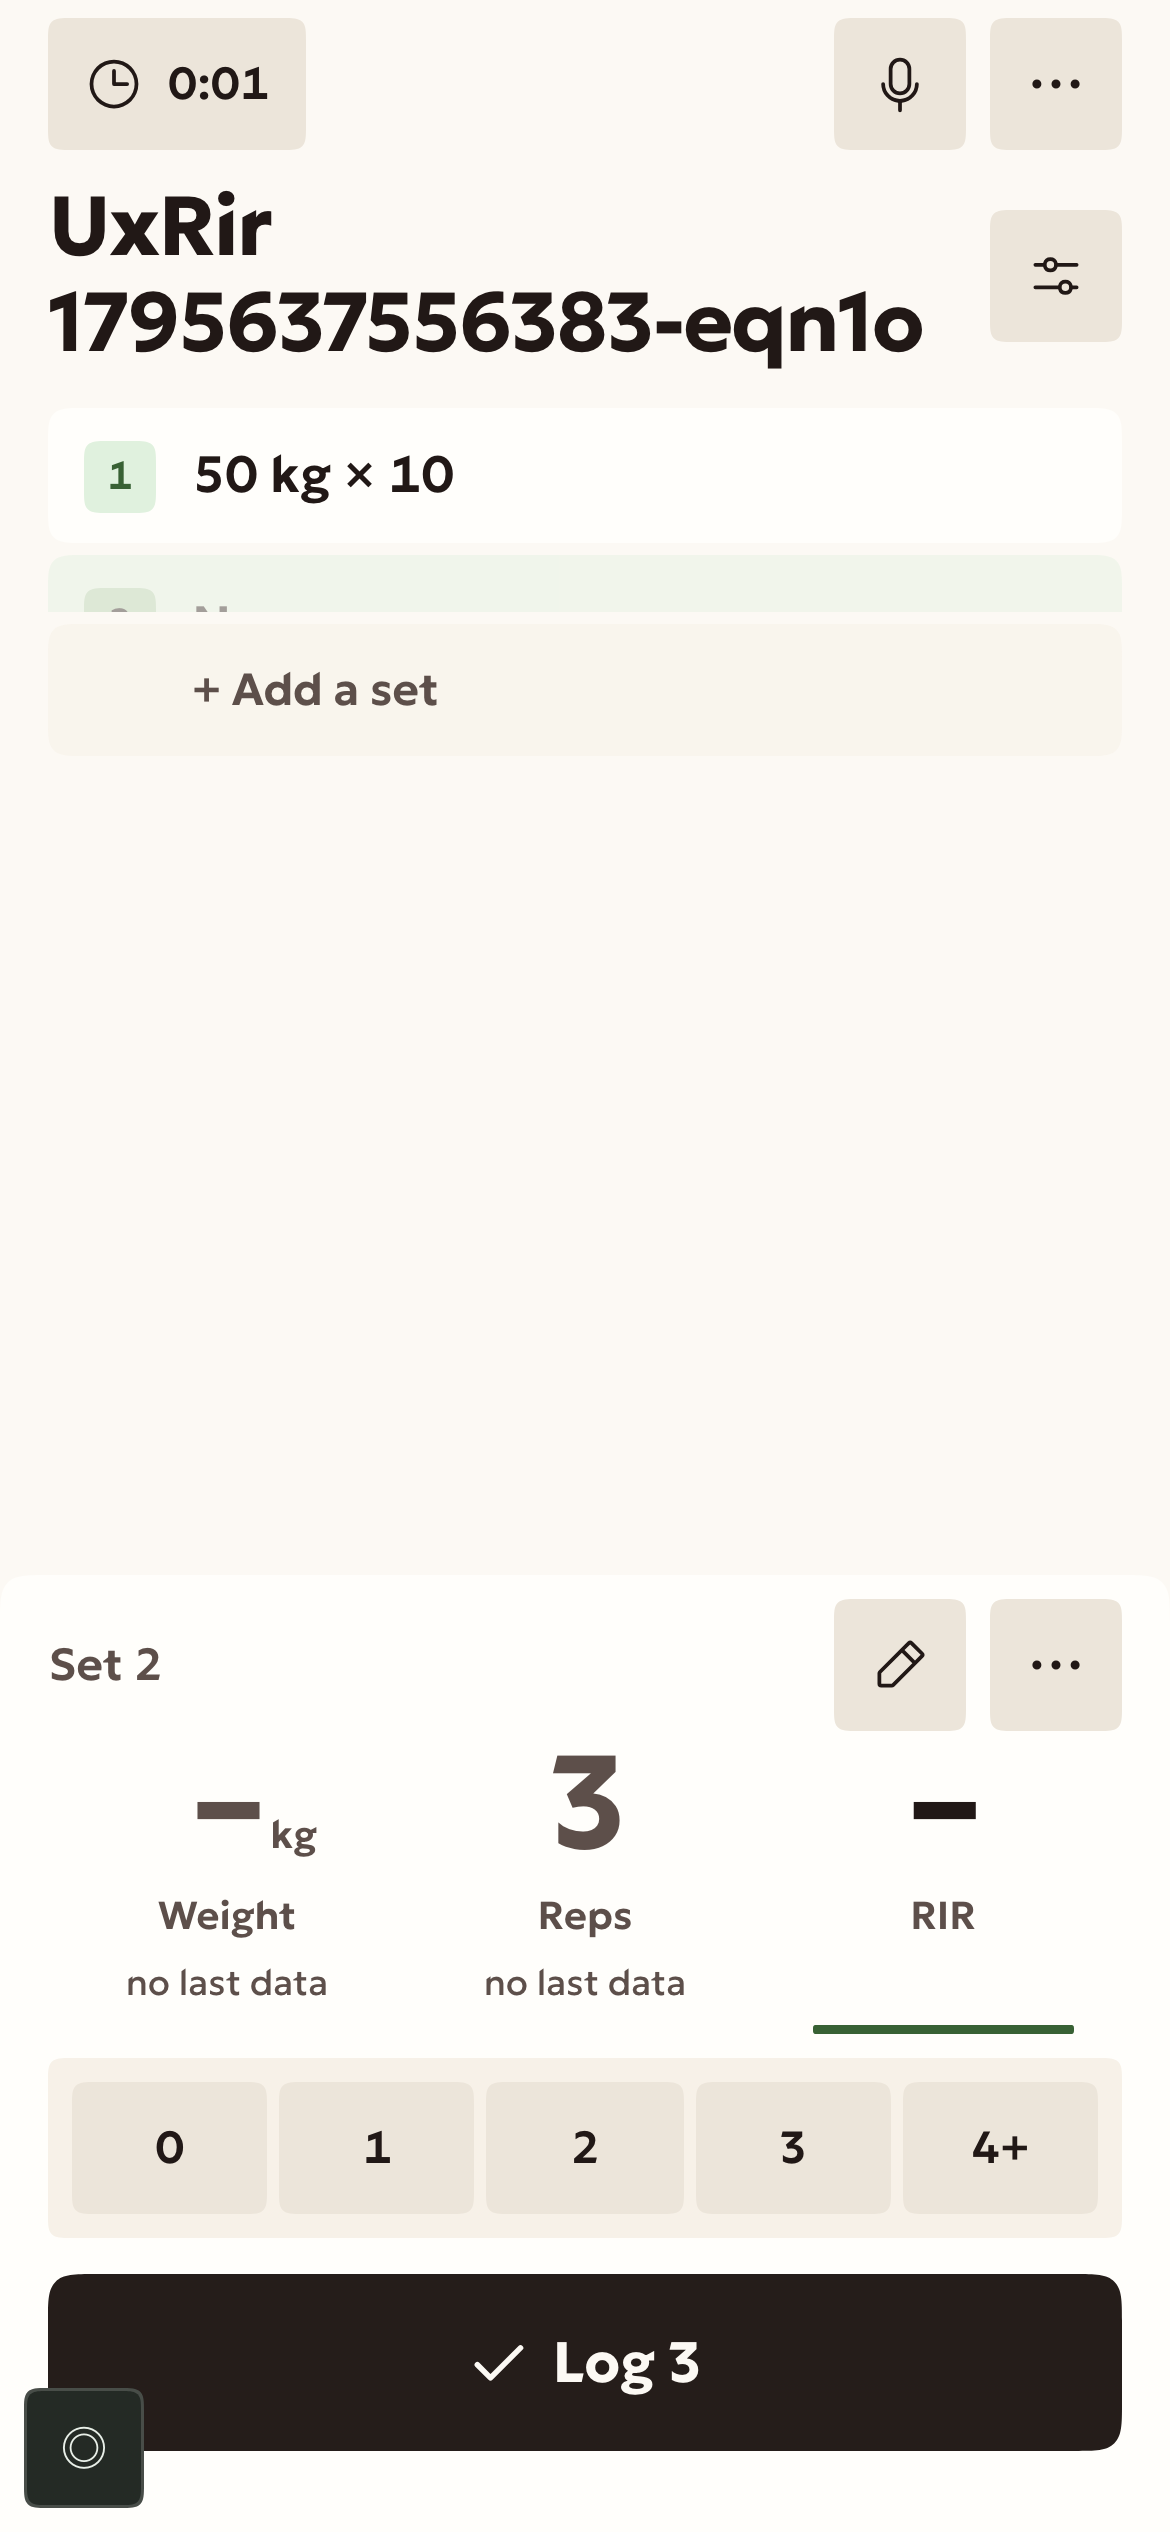 0:01
UxRir
1795637556383-eqn1o
1 50 kg × 10
+ Add a set
Set 2
– kg
3
–
Weight
Reps
RIR
no last data
no last data
0 1 2 3 4+
Log 3